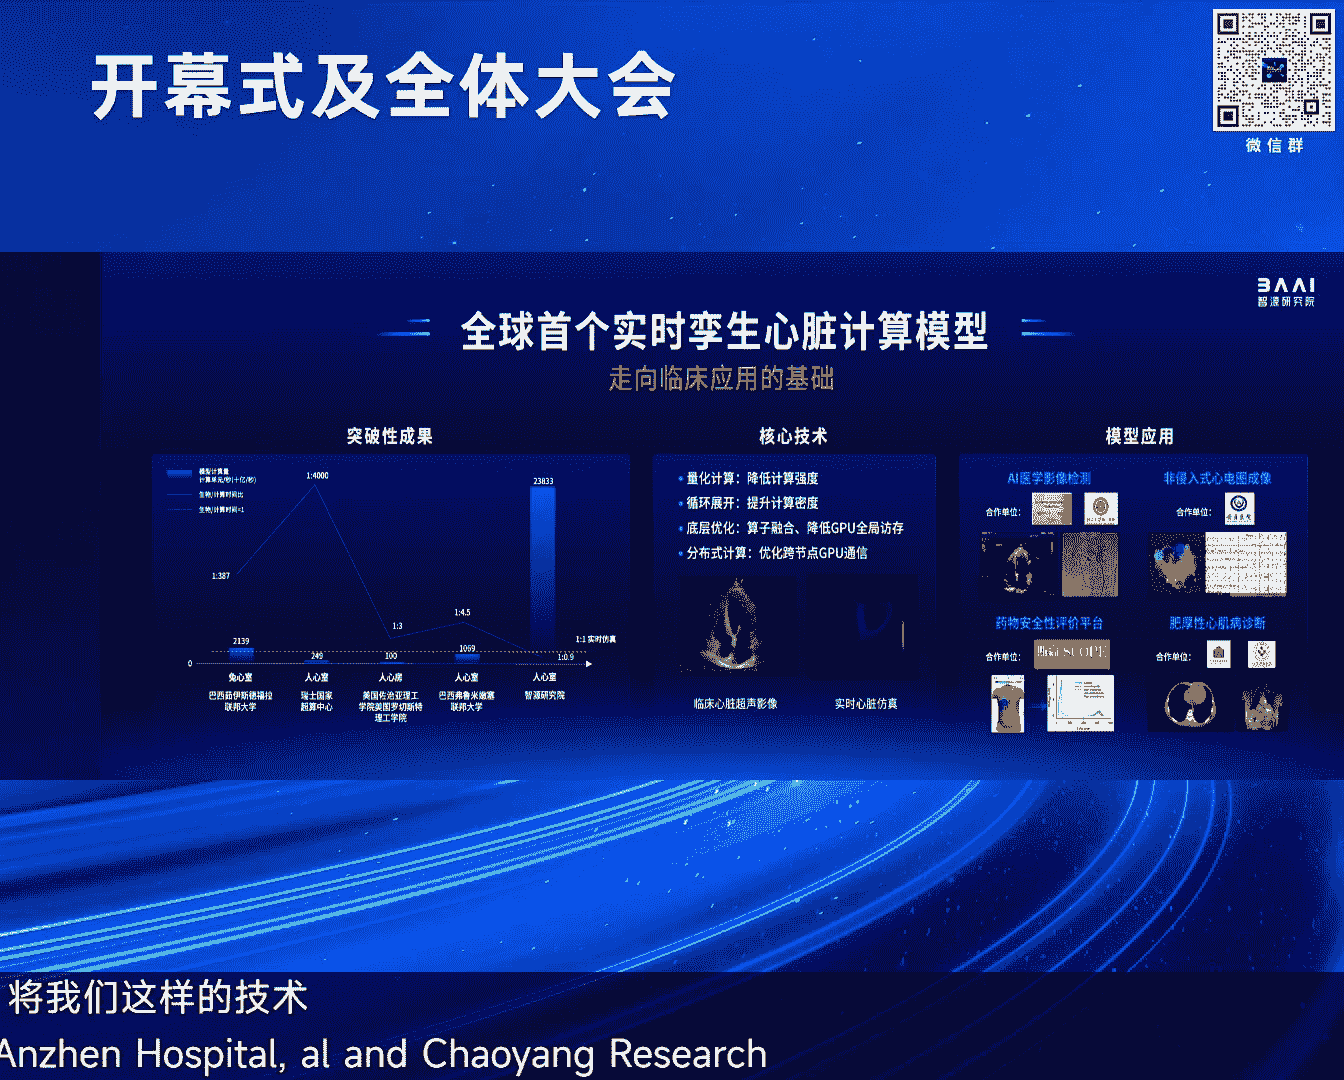 开幕式及全体大会
微信群
BAAI
智源研究院
全球首个实时孪生心脏计算模型
走向临床应用的基础
突破性成果
模型计算量
计算单元/秒(十亿/秒)
生物/计算时间比
生物/计算时间=1
1:4000
23833
1:387
1:3
1:4.5
1:1 实时仿真
2139
249
100
1069
1:0.9
0
兔心室
人心室
人心房
人心室
人心室
巴西茹伊斯德福拉
联邦大学
瑞士国家
超算中心
美国佐治亚理工
学院美国罗切斯特
理工学院
巴西弗鲁米嫩塞
联邦大学
智源研究院
核心技术
量化计算：降低计算强度
循环展开：提升计算密度
底层优化：算子融合、降低GPU全局访存
分布式计算：优化跨节点GPU通信
临床心脏超声影像
实时心脏仿真
模型应用
AI医学影像检测
合作单位：
非侵入式心电图成像
合作单位：
药物安全性评价平台
合作单位：
SCOPE
肥厚性心肌病诊断
合作单位：
将我们这样的技术
Anzhen Hospital, al and Chaoyang Research